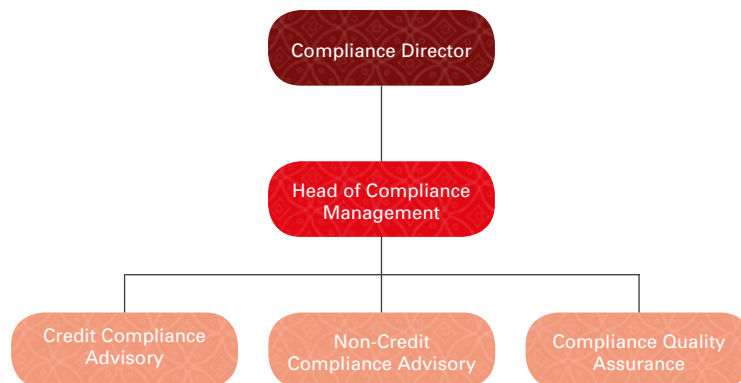 Compliance Director
Head of Compliance
Management
Credit Compliance
Advisory
Non-Credit
Compliance Advisory
Compliance Quality
Assurance